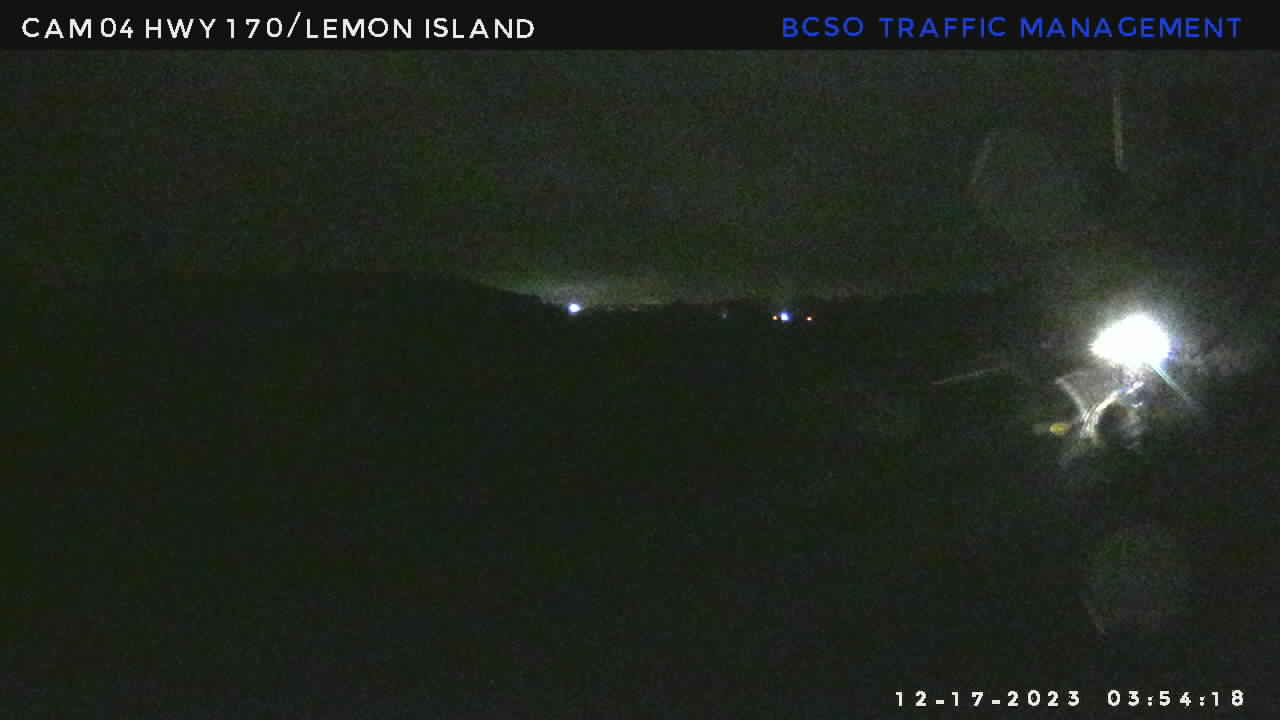 CAM04 HWY 170/LEMON ISLAND
BCSO TRAFFIC MANAGEMENT
12-17-2023 03:54:18